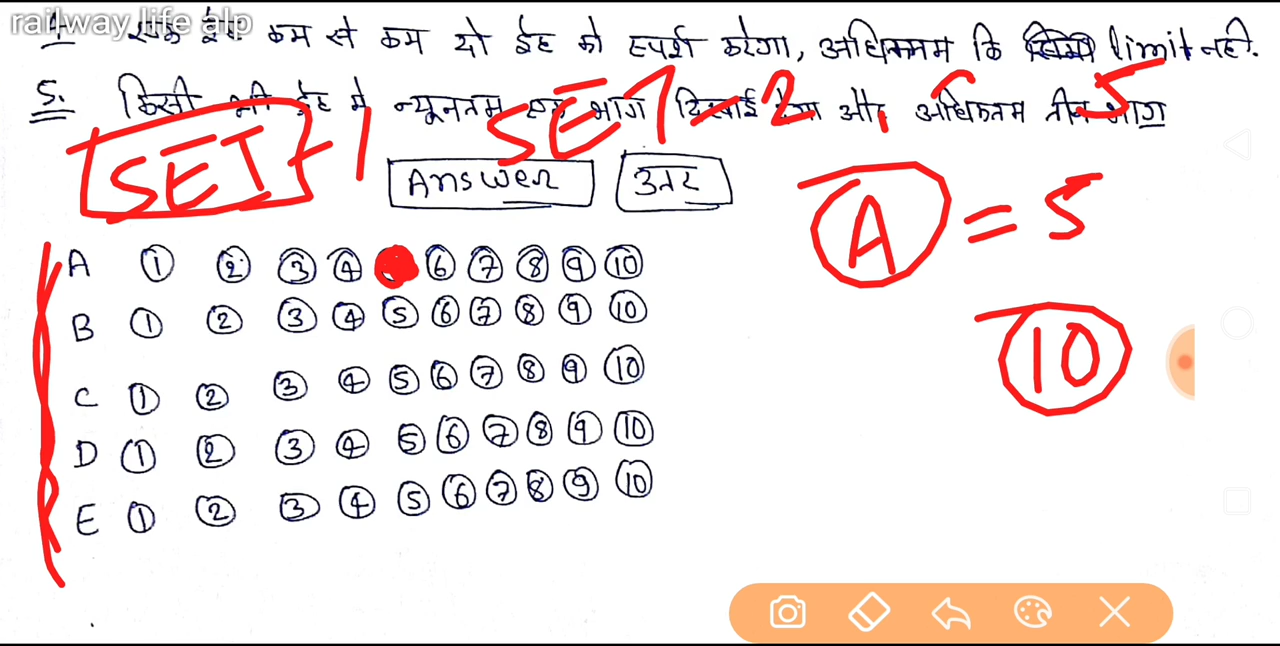 railway life alp
4. एक ईंट कम से कम दो ईंट को स्पर्श करेगा, अधिकतम कि limit नही.
5. किसी भी ईंट मे न्यूनतम एक भाग दिखाई देगा और अधिकतम तीन भाग
SET-1 SET-2 5
Answer उत्तर
A = 5
10
A 1 2 3 4 6 7 8 9 10
B 1 2 3 4 5 6 7 8 9 10
C 1 2 3 4 5 6 7 8 9 10
D 1 2 3 4 5 6 7 8 9 10
E 1 2 3 4 5 6 7 8 9 10